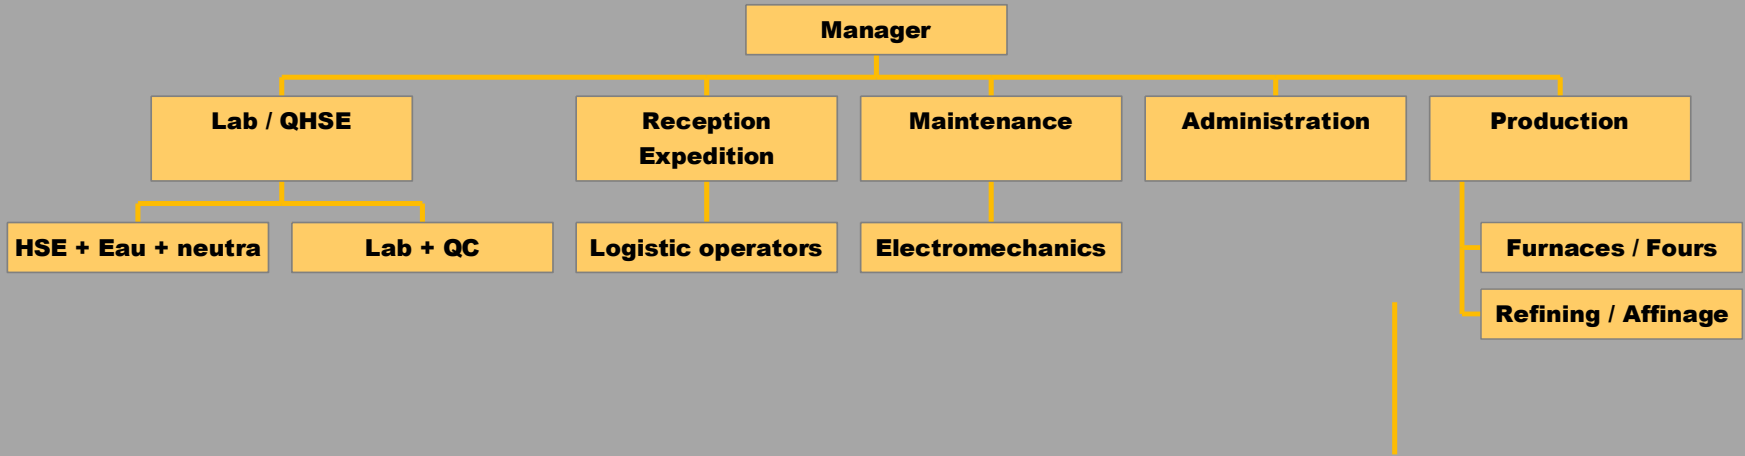 Manager
Lab / QHSE
Reception
Expedition
Maintenance
Administration
Production
HSE + Eau + neutra
Lab + QC
Logistic operators
Electromechanics
Furnaces / Fours
Refining / Affinage